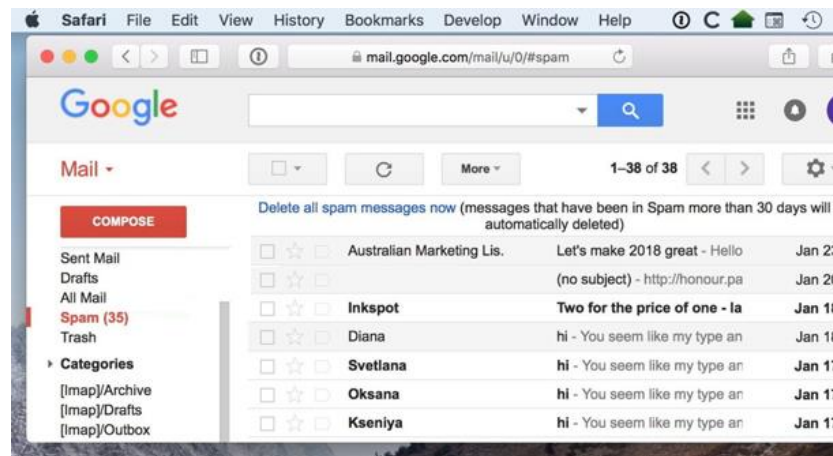 Safari File Edit View History Bookmarks Develop Window Help
mail.google.com/mail/u/0/#spam
Google
Mail
More
1–38 of 38
COMPOSE
Sent Mail
Drafts
All Mail
Spam (35)
Trash
Categories
[Imap]/Archive
[Imap]/Drafts
[Imap]/Outbox
Delete all spam messages now (messages that have been in Spam more than 30 days will
automatically deleted)
Australian Marketing Lis. Let's make 2018 great - Hello Jan
(no subject) - http://honour.pa Jan
Inkspot Two for the price of one - la Jan
Diana hi - You seem like my type an Jan
Svetlana hi - You seem like my type an Jan
Oksana hi - You seem like my type an Jan
Kseniya hi - You seem like my type an Jan